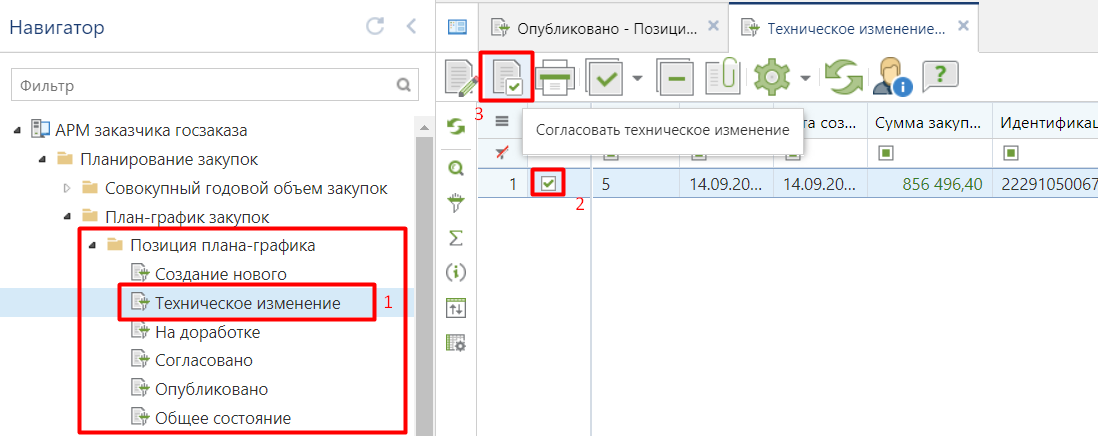 Навигатор
Фильтр
АРМ заказчика госзаказа
Планирование закупок
Совокупный годовой объем закупок
План-график закупок
Позиция плана-графика
Создание нового
Техническое изменение
1
На доработке
Согласовано
Опубликовано
Общее состояние
Опубликовано - Позици...
Техническое изменение...
3
Согласовать техническое изменение
та соз...
Сумма закуп...
Идентификац
1
5
14.09.20...
14.09.20...
856 496,40
22291050067
2